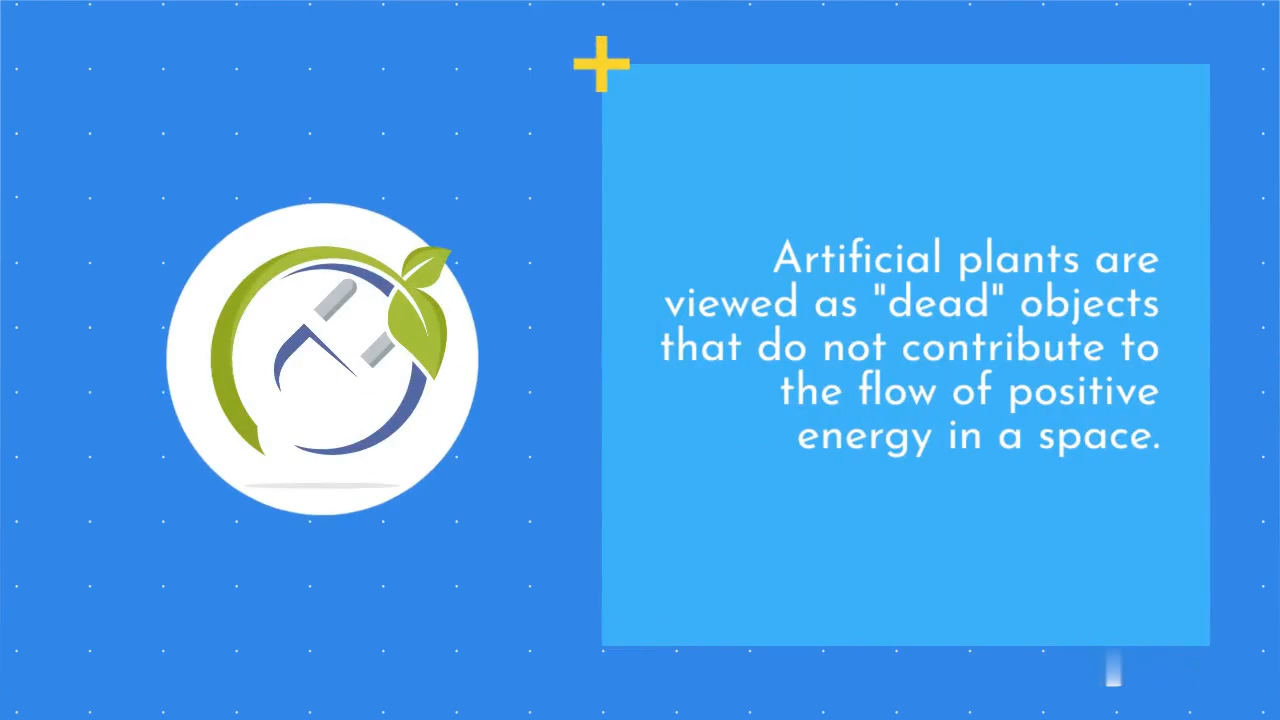 Artificial plants are
viewed as "dead" objects
that do not contribute to
the flow of positive
energy in a space.